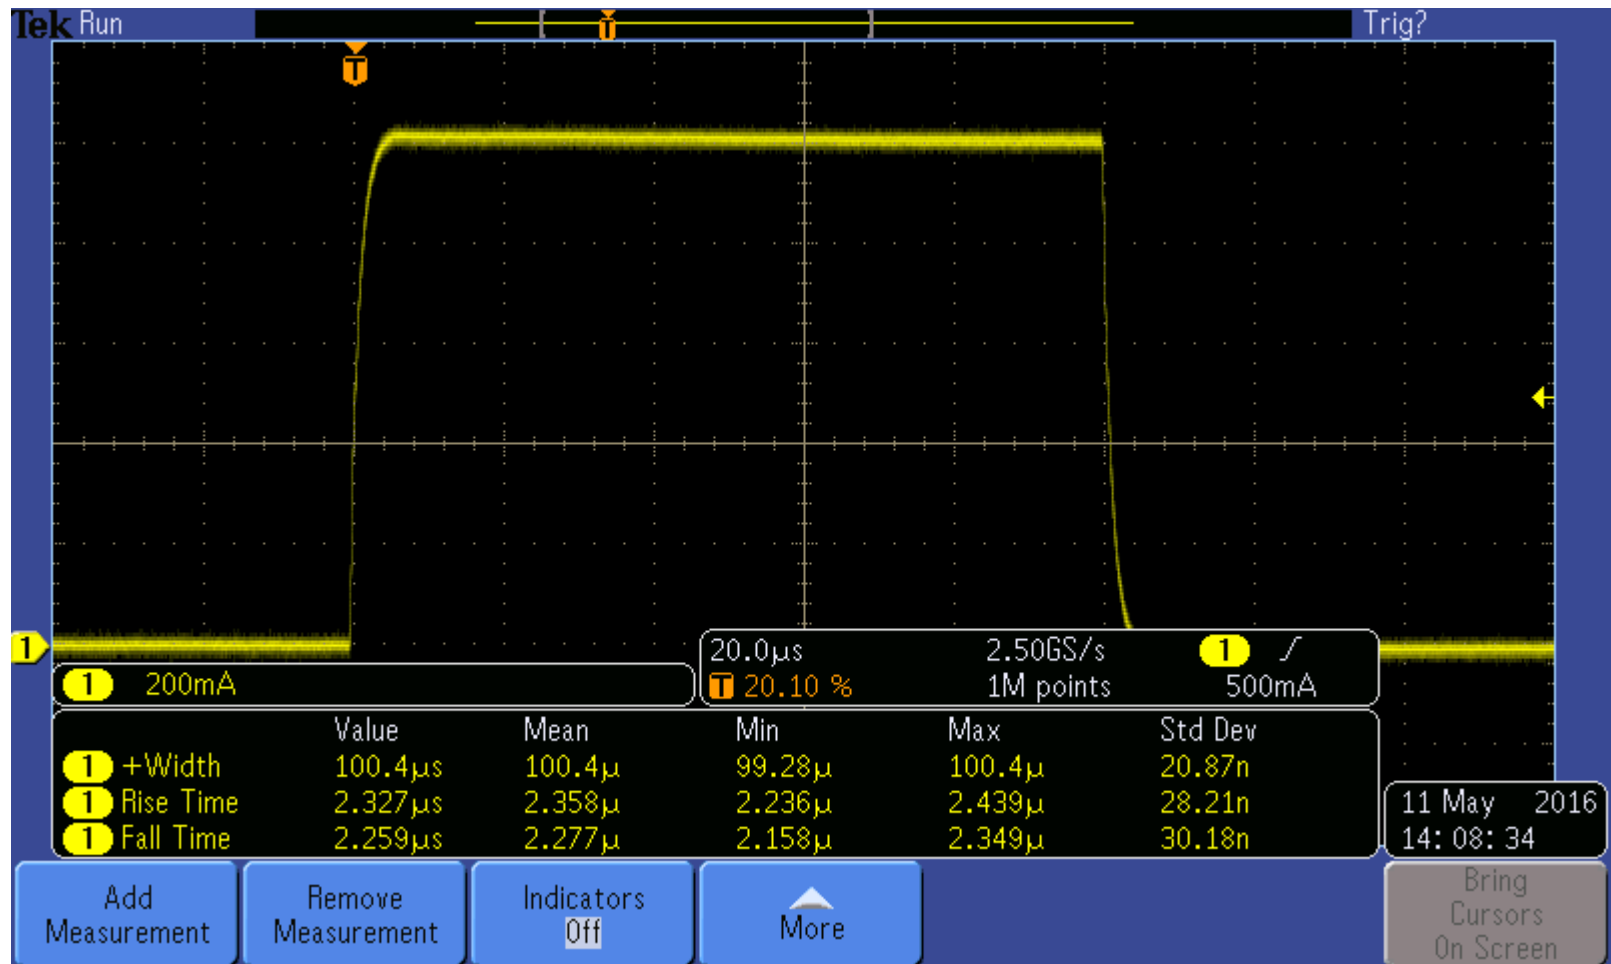 Tek Run Trig?
T
T
1
1 200mA
20.0µs 2.50GS/s 1 /
T 20.10 % 1M points 500mA
Value Mean Min Max Std Dev
1 +Width 100.4µs 100.4µ 99.28µ 100.4µ 20.87n
1 Rise Time 2.327µs 2.358µ 2.236µ 2.439µ 28.21n
1 Fall Time 2.259µs 2.277µ 2.158µ 2.349µ 30.18n
11 May 2016
14:08:34
Add
Measurement
Remove
Measurement
Indicators
Off
More
Bring
Cursors
On Screen